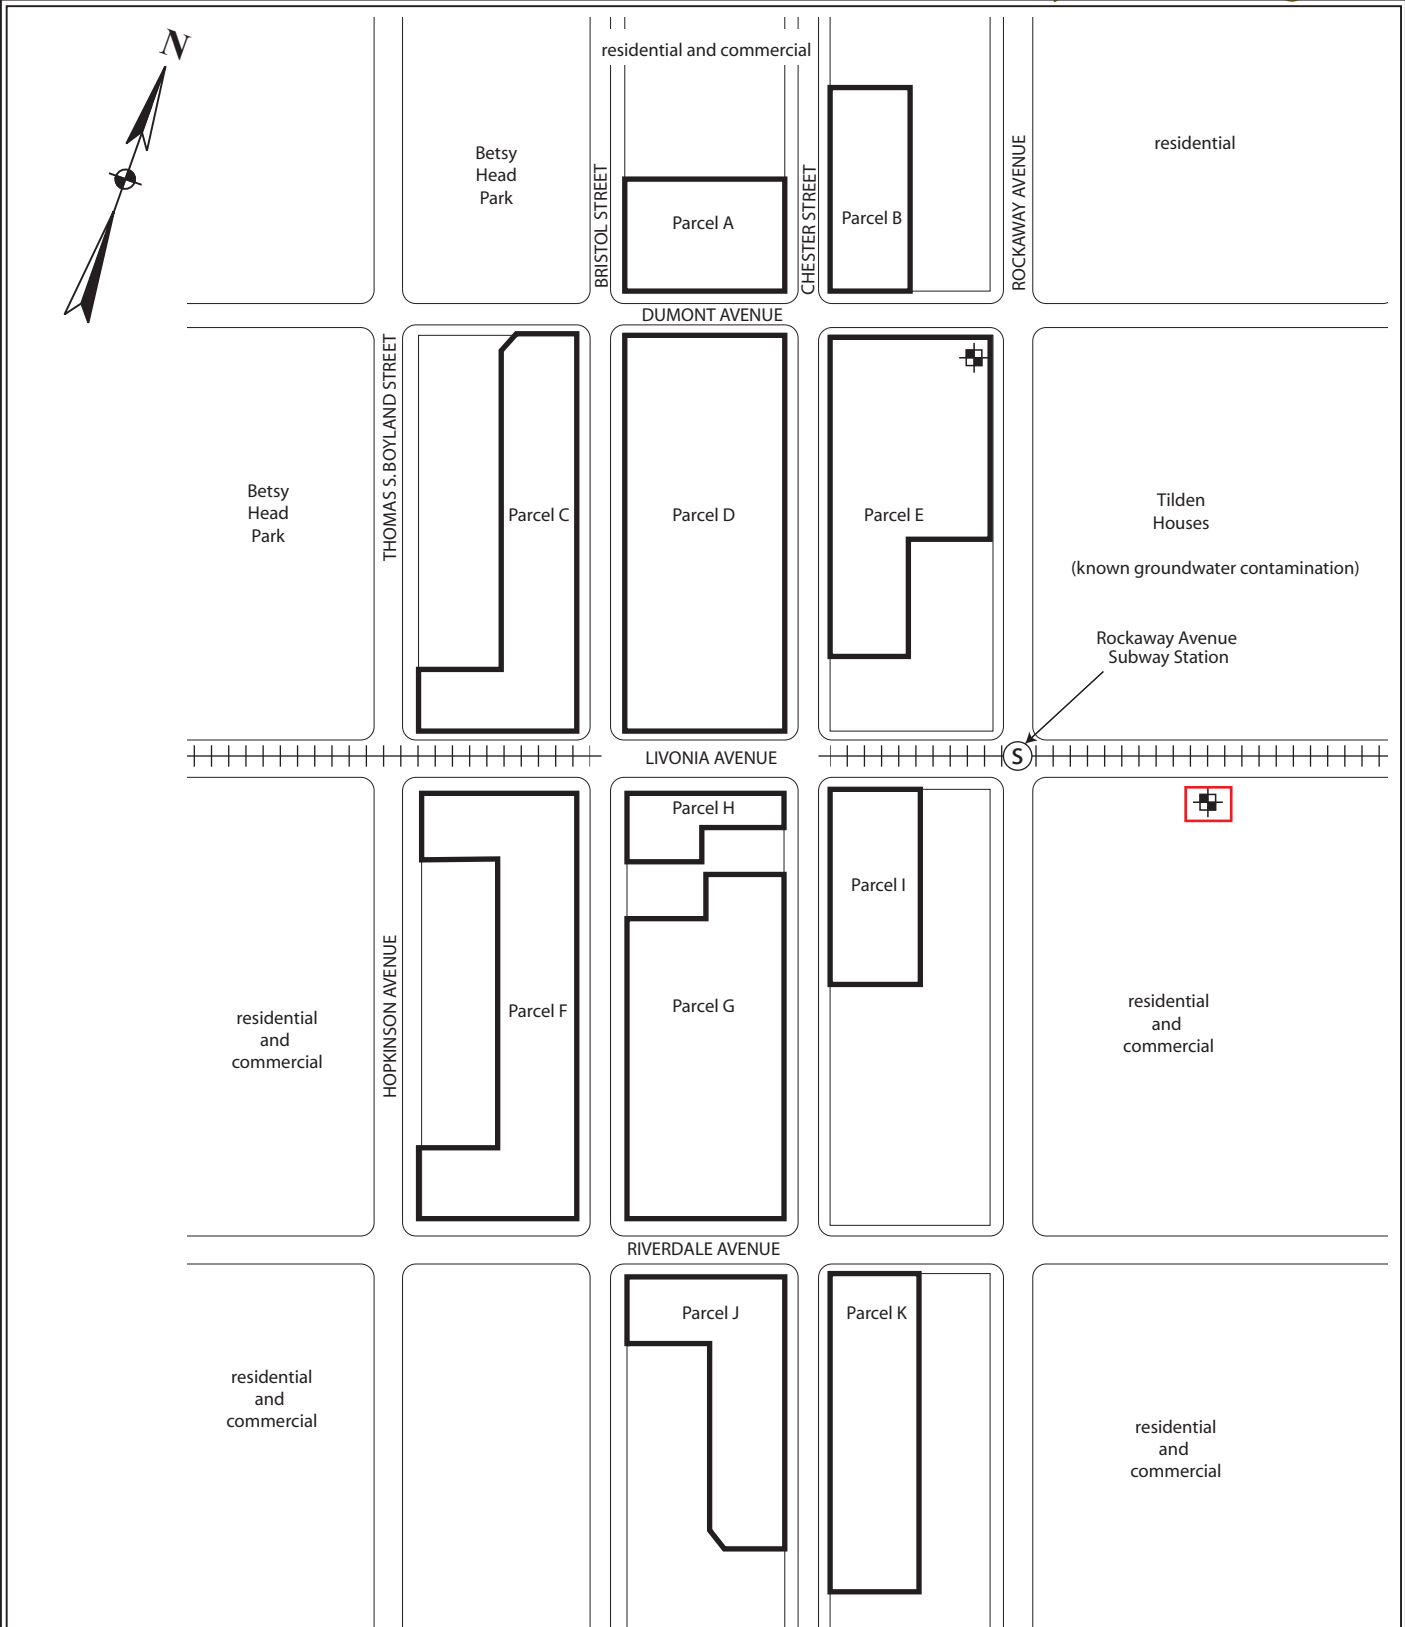 N
residential and commercial
Betsy
Head
Park
BRISTOL STREET
Parcel A
CHESTER STREET
Parcel B
ROCKAWAY AVENUE
residential
DUMONT AVENUE
THOMAS S. BOYLAND STREET
Betsy
Head
Park
Parcel C
Parcel D
Parcel E
Tilden
Houses
(known groundwater contamination)
Rockaway Avenue
Subway Station
LIVONIA AVENUE
S
Parcel H
Parcel I
HOPKINSON AVENUE
Parcel F
Parcel G
residential
and
commercial
residential
and
commercial
RIVERDALE AVENUE
Parcel J
Parcel K
residential
and
commercial
residential
and
commercial